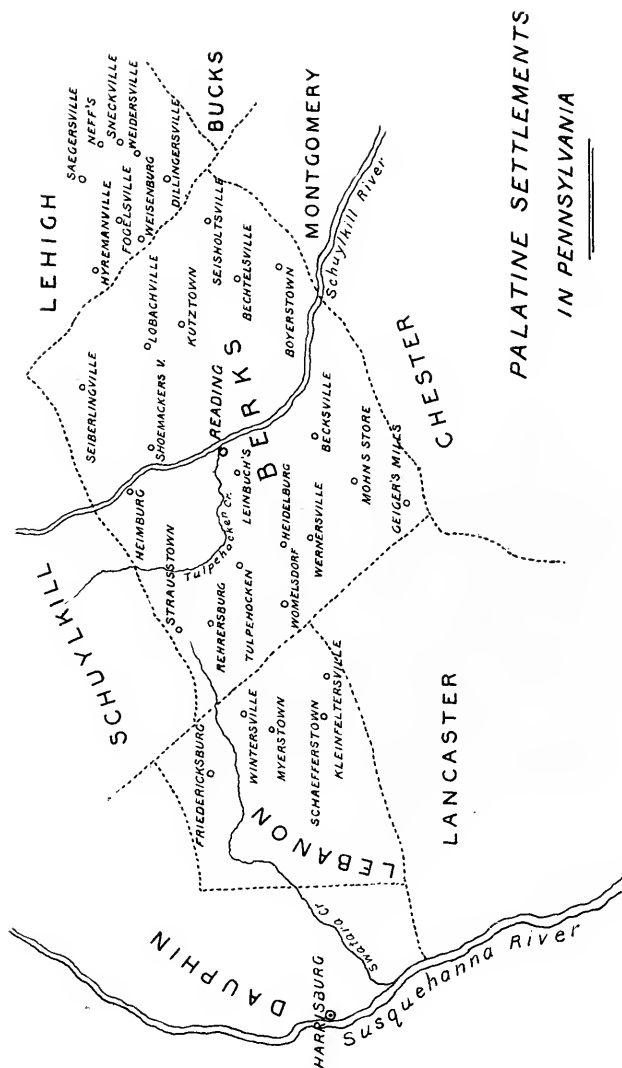 PALATINE SETTLEMENTS
IN PENNSYLVANIA
SCHUYLKILL
LEHIGH
BUCKS
MONTGOMERY
BERKS
CHESTER
LANCASTER
LEBANON
DAUPHIN
HARRISBURG
Susquehanna River
Swatara Cr
Tulpehocken Cr.
Schuylkill River
FRIEDERICKSBURG
WINTERSVILLE
MYERSTOWN
SCHAEFFERSTOWN
KLEINFELTERSVILLE
STRAUSSTOWN
REHRERSBURG
TULPEHOCKEN
WOMELSDORF
HEIDELBURG
WERNERSVILLE
HEIMBURG
SHOEMACKERS V.
READING
LEINBUCH'S
BECKSVILLE
MOHNS STORE
GEIGER'S MILLS
SEIBERLINGVILLE
LOBACHVILLE
KUTZTOWN
SEISHOLTSVILLE
BECHTELSVILLE
BOYERSTOWN
HYREMANVILLE
FOGELSVILLE
WEISENBURG
DILLINGERSVILLE
SAEGERSVILLE
NEFF'S
SNECKVILLE
WEIDERSVILLE